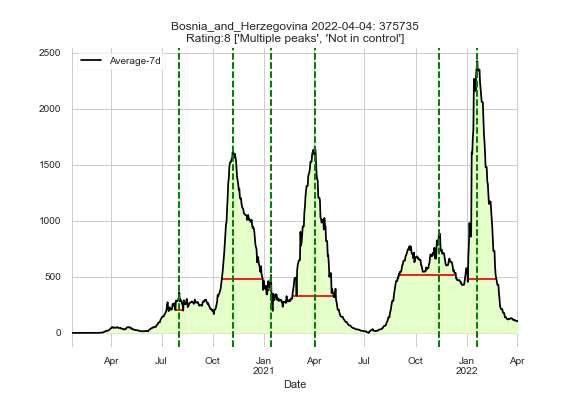 Bosnia_and_Herzegovina 2022-04-04: 375735
Rating:8 ['Multiple peaks', 'Not in control']
Average-7d
2500
2000
1500
1000
500
0
Apr Jul Oct Jan Apr Jul Oct Jan Apr
2021 2022
Date